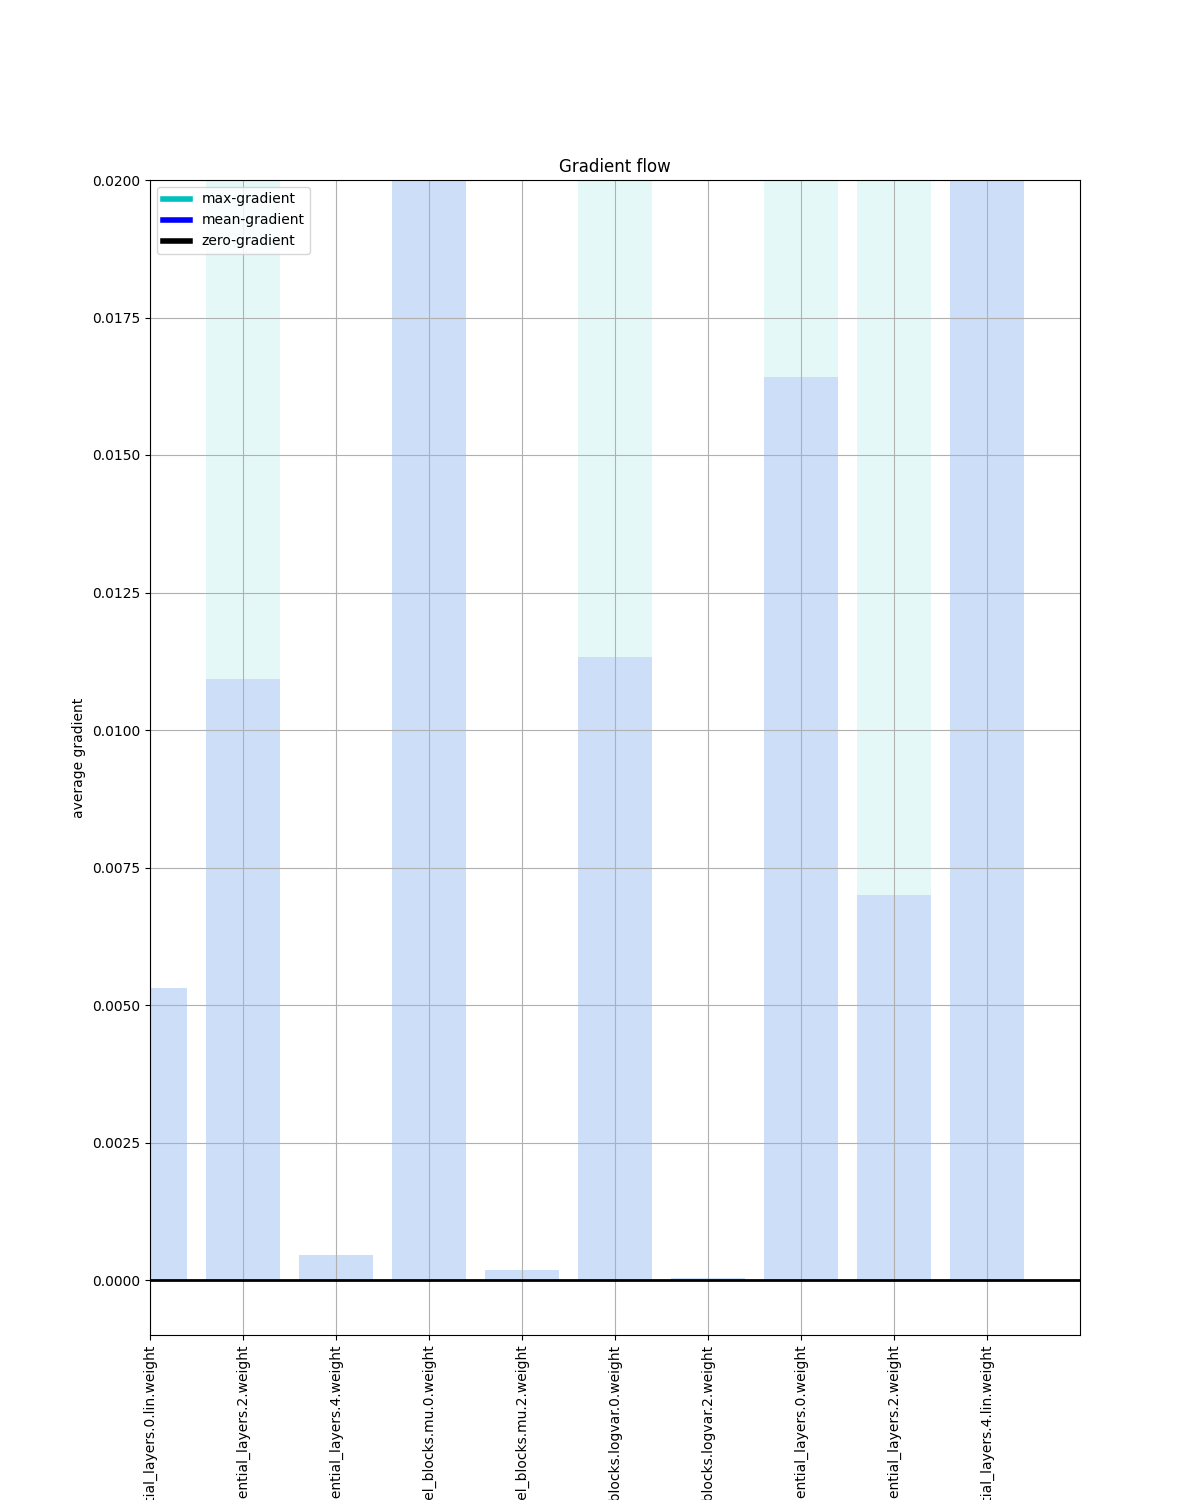 Gradient flow
max-gradient
mean-gradient
zero-gradient
0.0200
0.0175
0.0150
0.0125
0.0100
0.0075
0.0050
0.0025
0.0000
average gradient
tial_layers.0.lin.weight
ential_layers.2.weight
ential_layers.4.weight
el_blocks.mu.0.weight
el_blocks.mu.2.weight
blocks.logvar.0.weight
blocks.logvar.2.weight
ential_layers.0.weight
ential_layers.2.weight
tial_layers.4.lin.weight